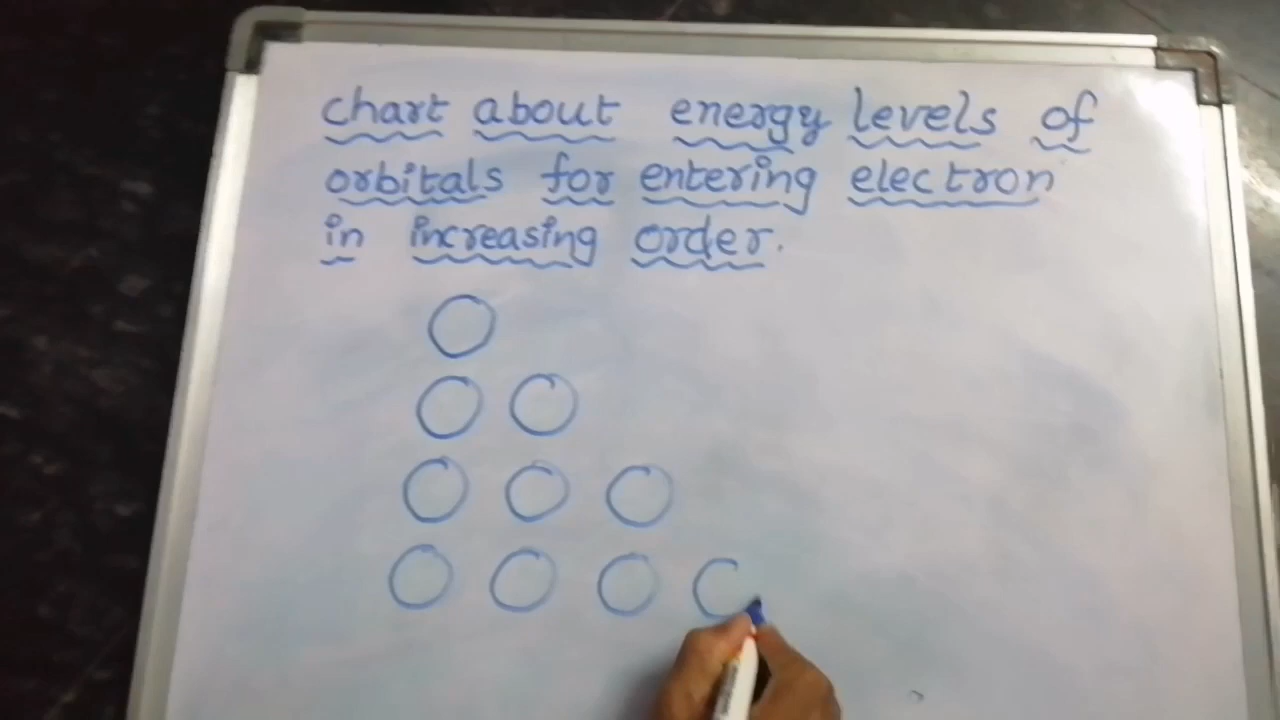 chart about energy levels of
orbitals for entering electron
in increasing order.